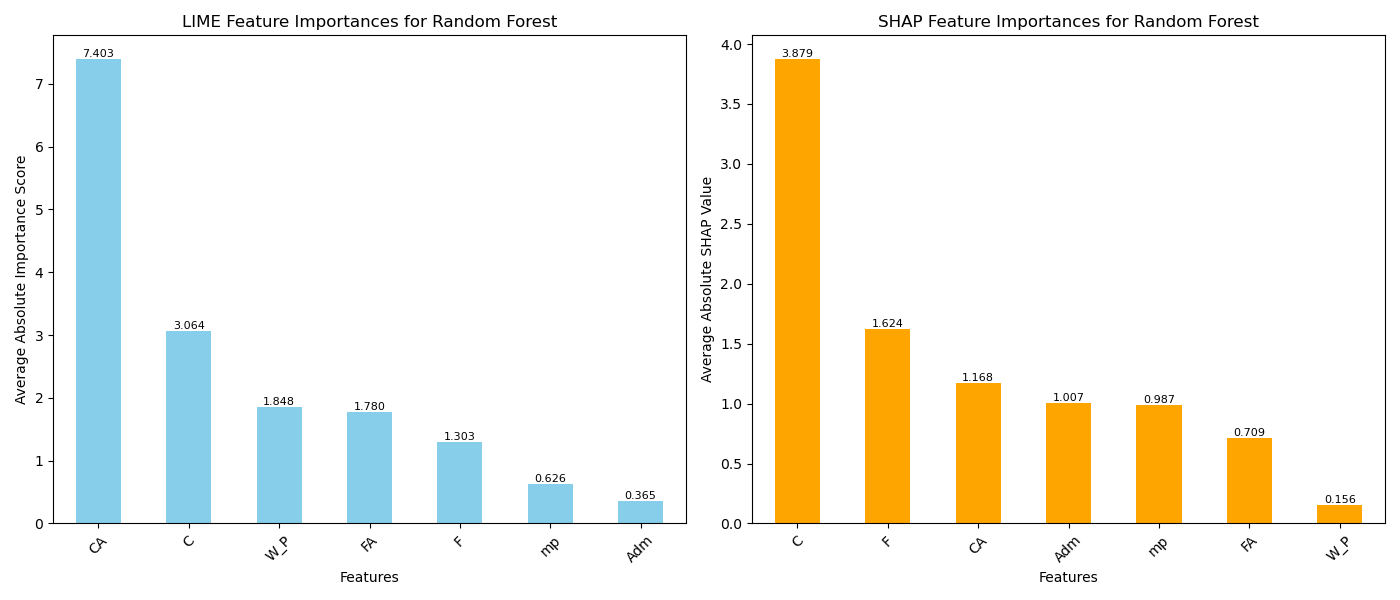 LIME Feature Importances for Random Forest
Average Absolute Importance Score
7
6
5
4
3
2
1
0
7.403
3.064
1.848
1.780
1.303
0.626
0.365
CA
C
W_P
FA
F
mp
Adm
Features
SHAP Feature Importances for Random Forest
Average Absolute SHAP Value
4.0
3.5
3.0
2.5
2.0
1.5
1.0
0.5
0.0
3.879
1.624
1.168
1.007
0.987
0.709
0.156
C
F
CA
Adm
mp
FA
W_P
Features